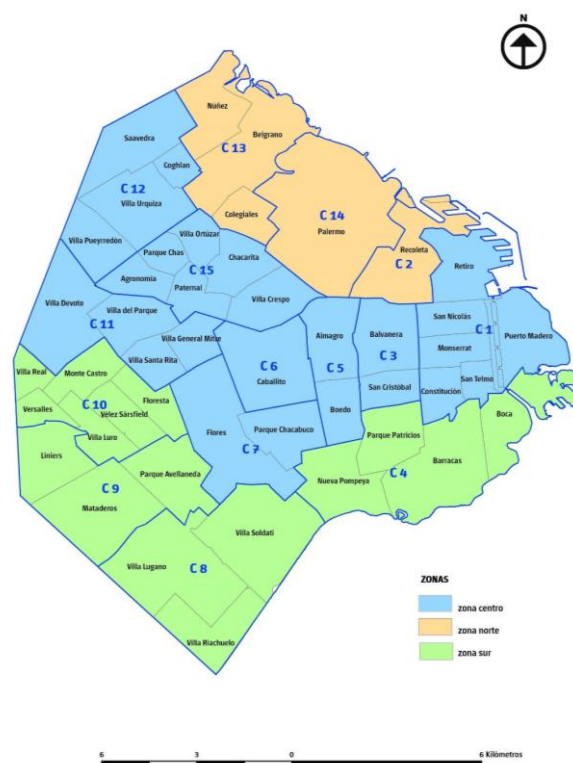 N
Núñez
Saavedra
Belgrano
Coghlan
C 13
C 12
Villa Urquiza
Colegiales
C 14
Palermo
Villa Ortúzar
Villa Pueyrredón
Parque Chas
Chacarita
Recoleta
C 2
Retiro
Agronomía
C 15
Paternal
Villa Devoto
Villa del Parque
Villa Crespo
San Nicolás
C 11
C 1
Puerto Madero
Villa General Mitre
Almagro
Balvanera
Monserrat
Villa Santa Rita
C 6
C 5
C 3
Villa Real
Monte Castro
Caballito
San Cristóbal
Constitución
San Telmo
Versalles
C 10
Floresta
Vélez Sársfield
Boedo
Boca
Villa Luro
Flores
Parque Chacabuco
Parque Patricios
Liniers
C 7
Barracas
Parque Avellaneda
C 4
Nueva Pompeya
C 9
Mataderos
Villa Soldati
Villa Lugano
C 8
Villa Riachuelo
ZONAS
zona centro
zona norte
zona sur
6
3
0
6 Kilómetros